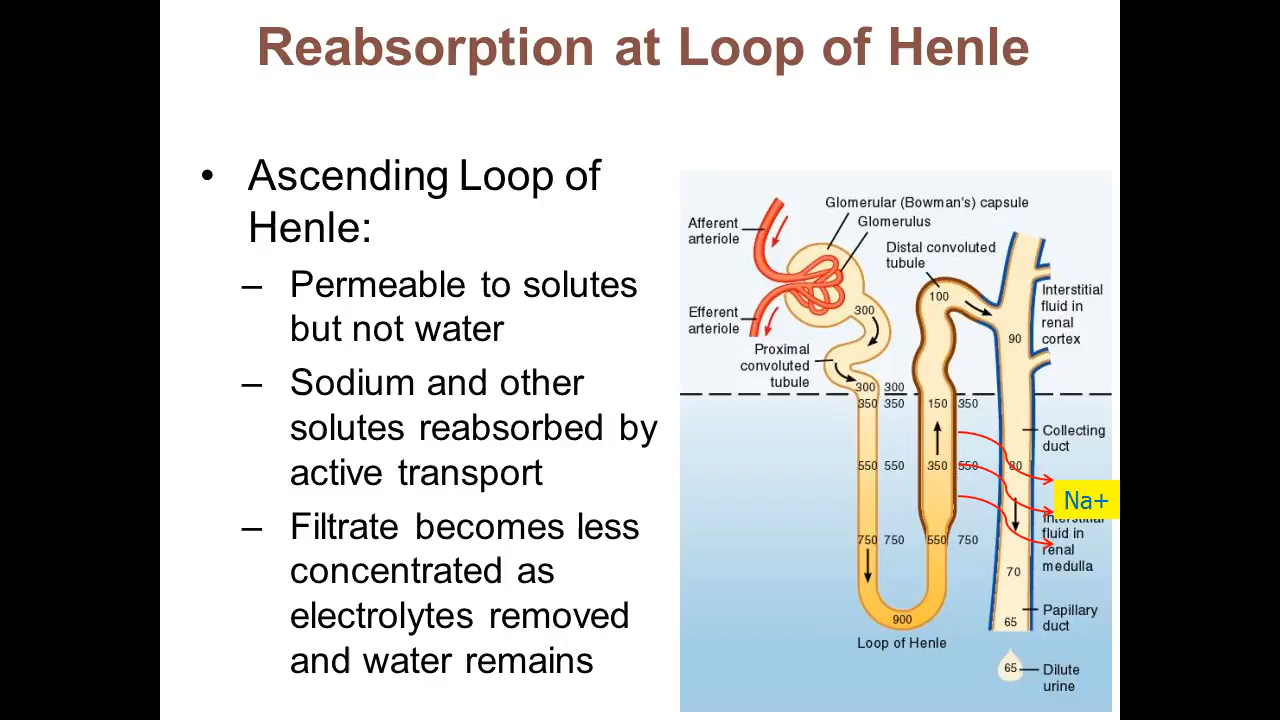 Reabsorption at Loop of Henle
• Ascending Loop of
Henle:
– Permeable to solutes
but not water
– Sodium and other
solutes reabsorbed by
active transport
– Filtrate becomes less
concentrated as
electrolytes removed
and water remains
Glomerular (Bowman's) capsule
Glomerulus
Afferent
arteriole
Distal convoluted
tubule
Efferent
arteriole
Proximal
convoluted
tubule
Interstitial
fluid in
renal
cortex
300
100
90
300 300
350 350 150 350
Collecting
duct
550 550 350 550 80
Na+
Interstitial
fluid in
renal
medulla
750 750 550 750
70
900
65
Papillary
duct
Loop of Henle
65
Dilute
urine